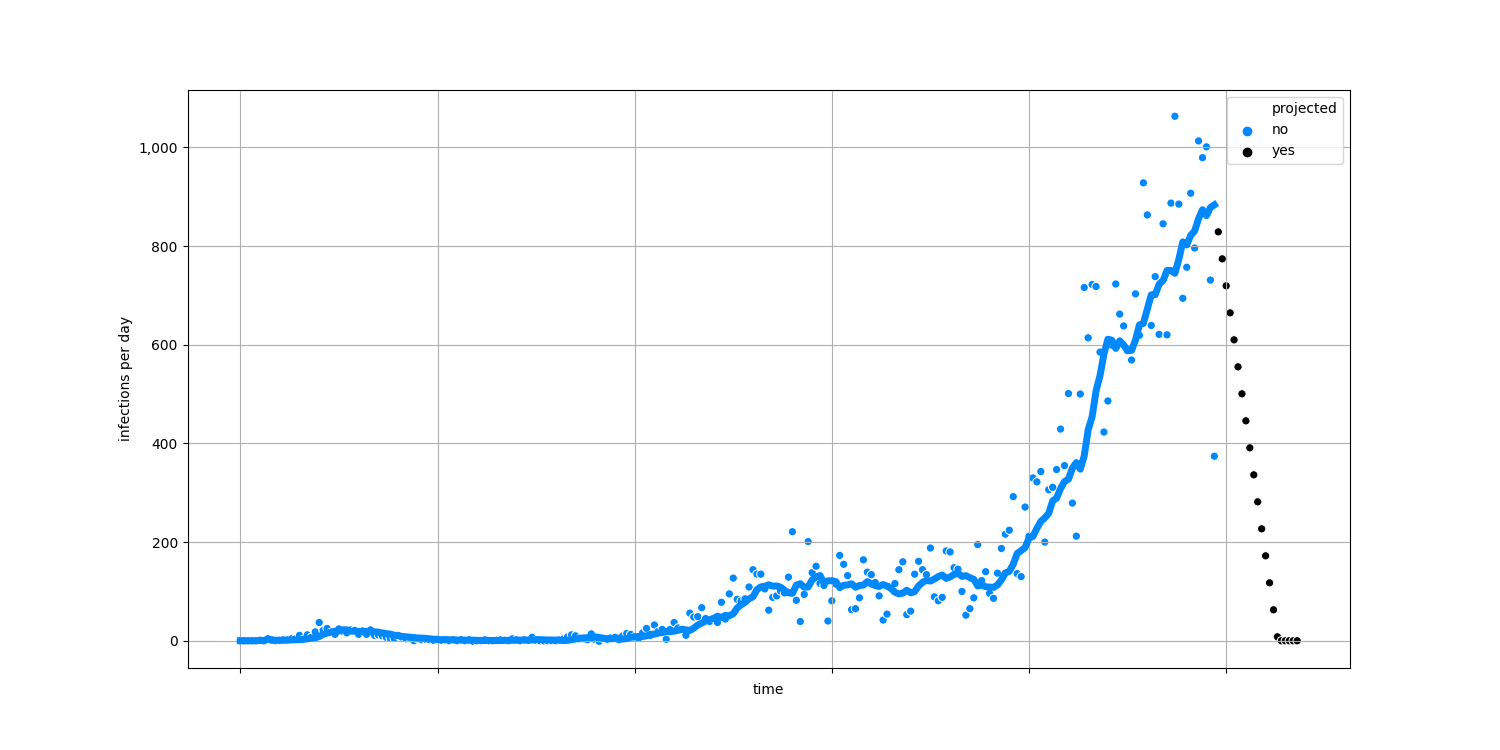 projected
no
yes
1,000
800
600
400
200
0
infections per day
time